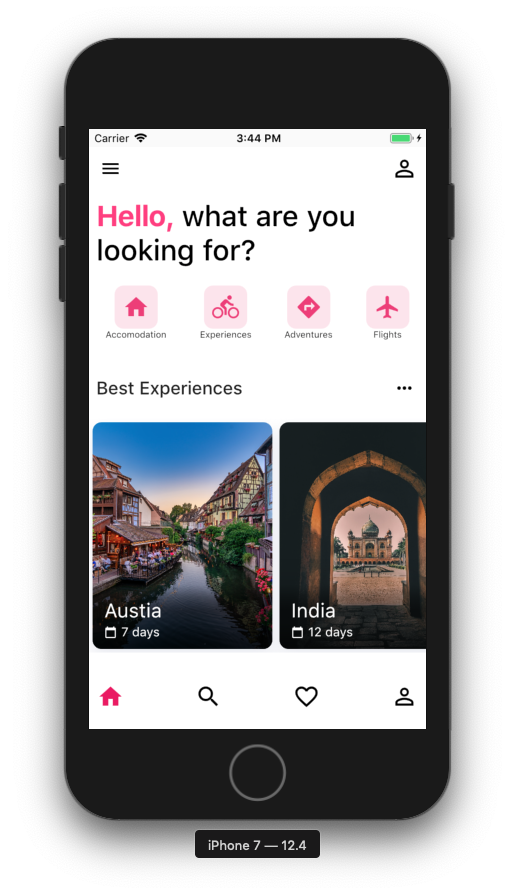 Carrier 3:44 PM
Hello, what are you
looking for?
Accomodation Experiences Adventures Flights
Best Experiences
Austia India
7 days 12 days
iPhone 7 — 12.4